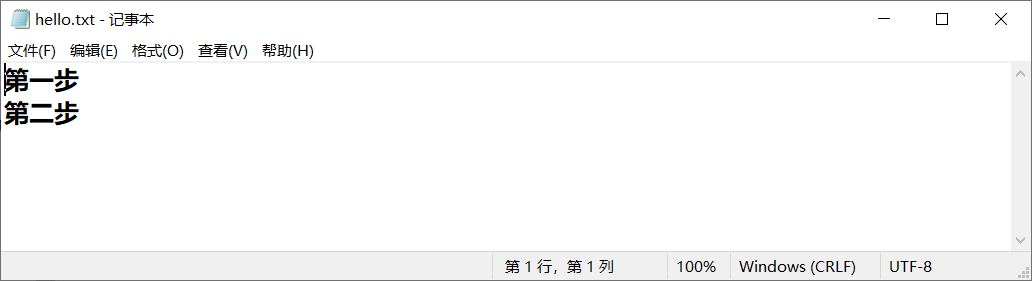 hello.txt - 记事本
文件(F) 编辑(E) 格式(O) 查看(V) 帮助(H)
第一步
第二步
第 1 行，第 1 列 100% Windows (CRLF) UTF-8